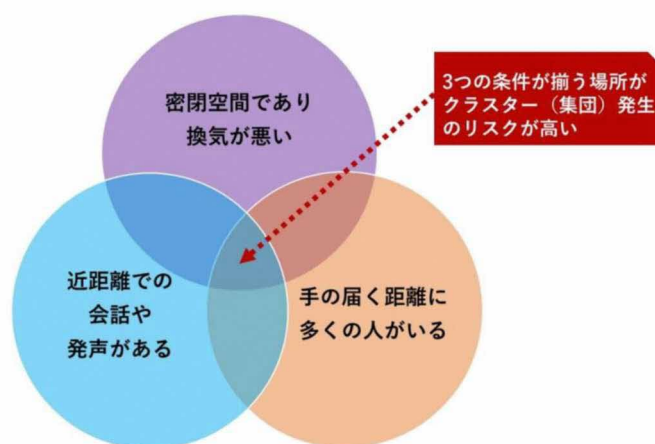 密閉空間であり
換気が悪い
3つの条件が揃う場所が
クラスター（集団）発生
のリスクが高い
近距離での
会話や
発声がある
手の届く距離に
多くの人がいる